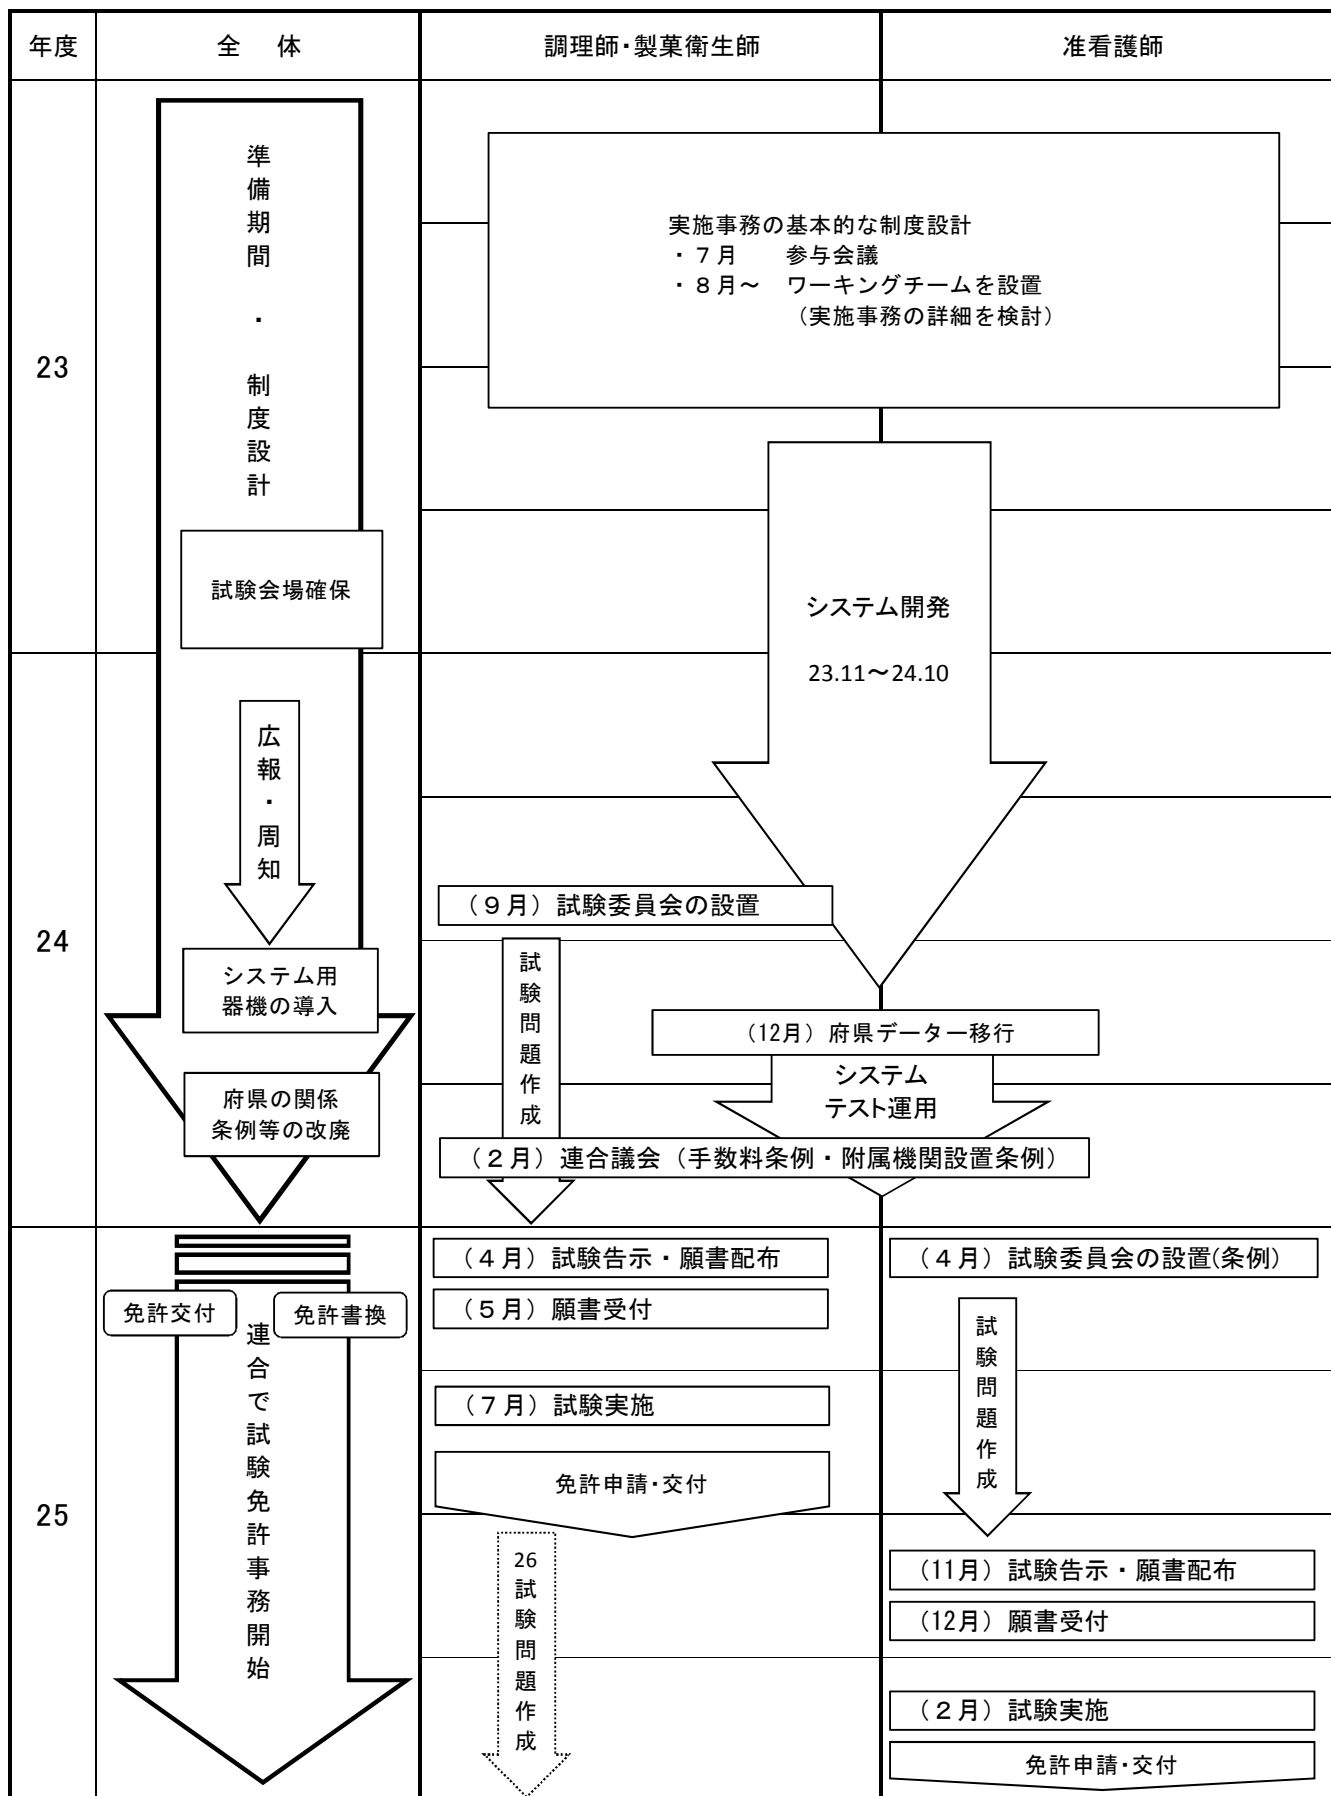 年度
全　体
調理師・製菓衛生師
准看護師
23
準備期間　・　制度設計
試験会場確保
実施事務の基本的な制度設計
・７月　　参与会議
・８月～　ワーキングチームを設置
（実施事務の詳細を検討）
システム開発
23.11～24.10
24
広報・周知
システム用
器機の導入
府県の関係
条例等の改廃
（９月）試験委員会の設置
試験問題作成
（12月）府県データー移行
システム
テスト運用
（２月）連合議会（手数料条例・附属機関設置条例）
25
免許交付
免許書換
連合で試験免許事務開始
（４月）試験告示・願書配布
（５月）願書受付
（７月）試験実施
免許申請・交付
26
試験問題作成
（４月）試験委員会の設置(条例)
試験問題作成
（11月）試験告示・願書配布
（12月）願書受付
（２月）試験実施
免許申請・交付